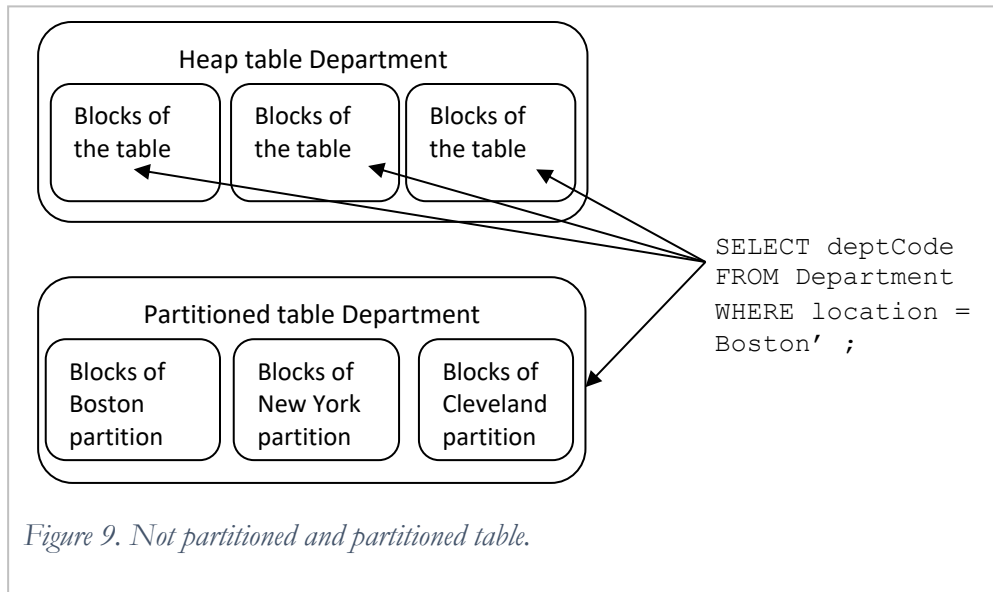 Heap table Department
Blocks of
the table
Blocks of
the table
Blocks of
the table
SELECT deptCode
FROM Department
WHERE location =
Boston’ ;
Partitioned table Department
Blocks of
Boston
partition
Blocks of
New York
partition
Blocks of
Cleveland
partition
Figure 9. Not partitioned and partitioned table.